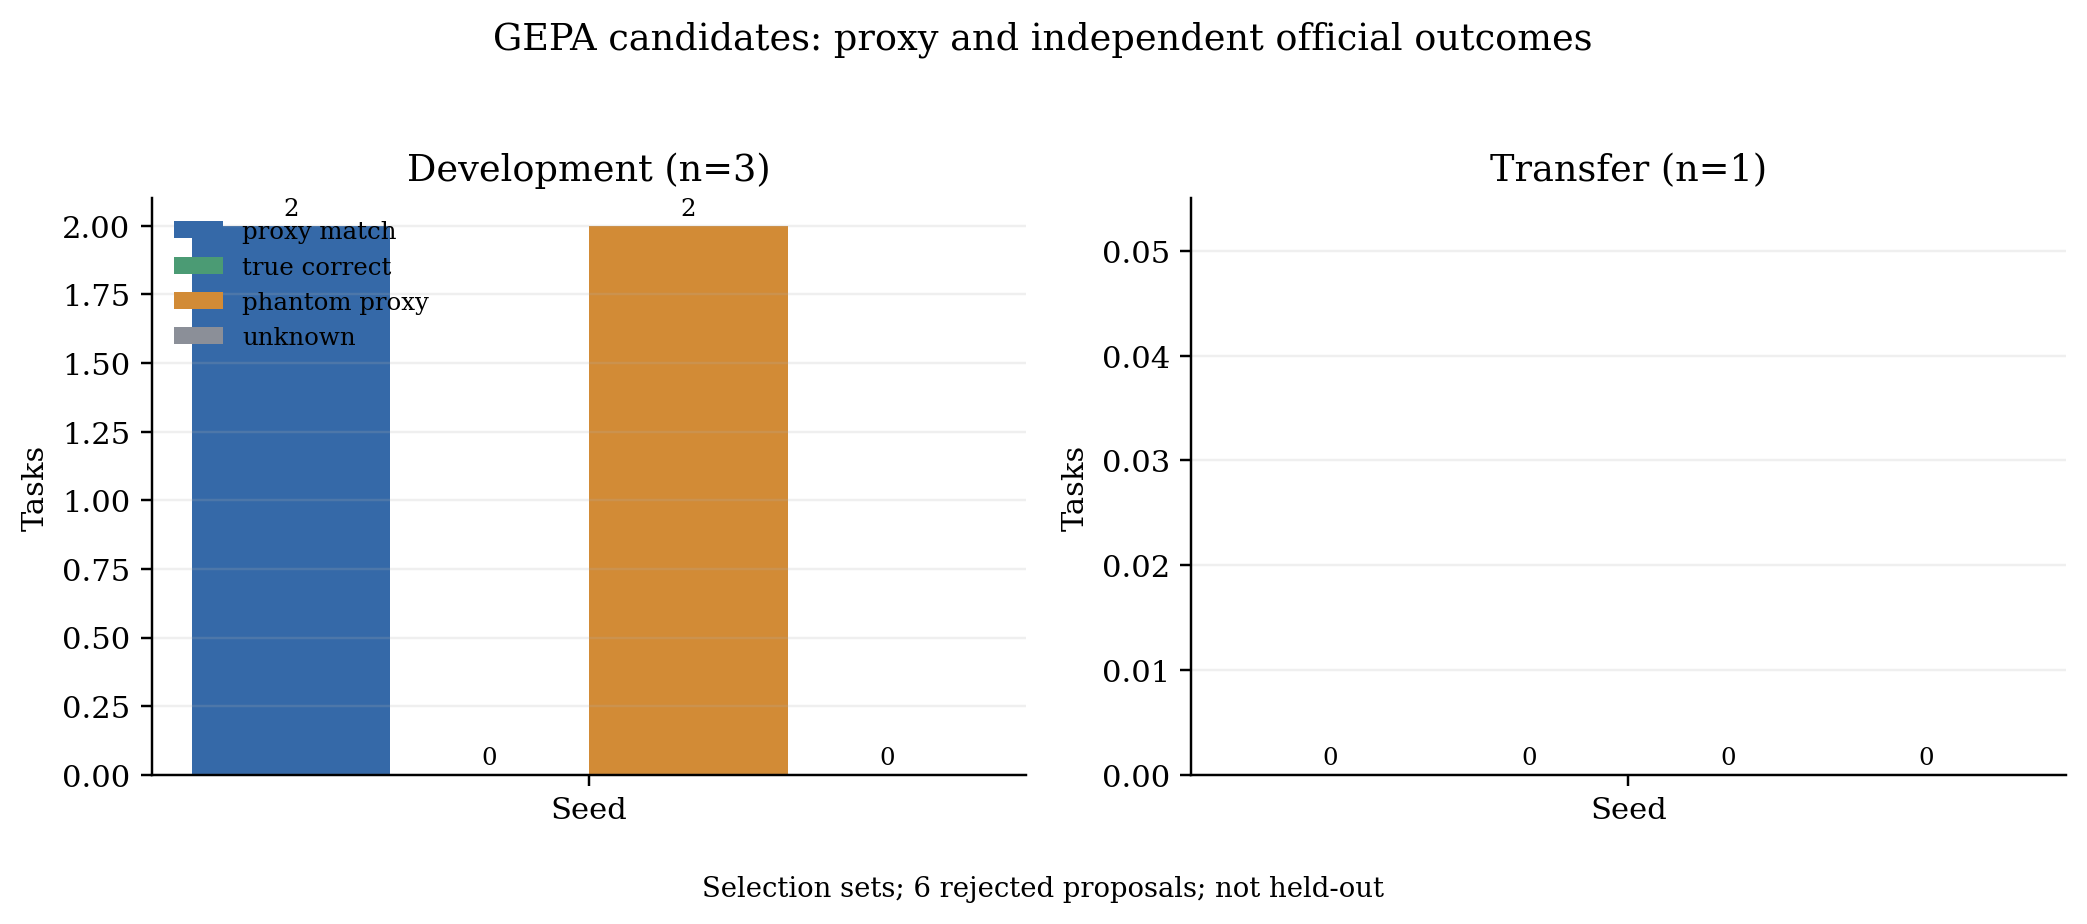 GEPA candidates: proxy and independent official outcomes
Development (n=3)
2
2
0
0
proxy match
true correct
phantom proxy
unknown
2.00
1.75
1.50
1.25
1.00
0.75
0.50
0.25
0.00
Tasks
Seed
Transfer (n=1)
0.05
0.04
0.03
0.02
0.01
0.00
Tasks
0
0
0
0
Seed
Selection sets; 6 rejected proposals; not held-out